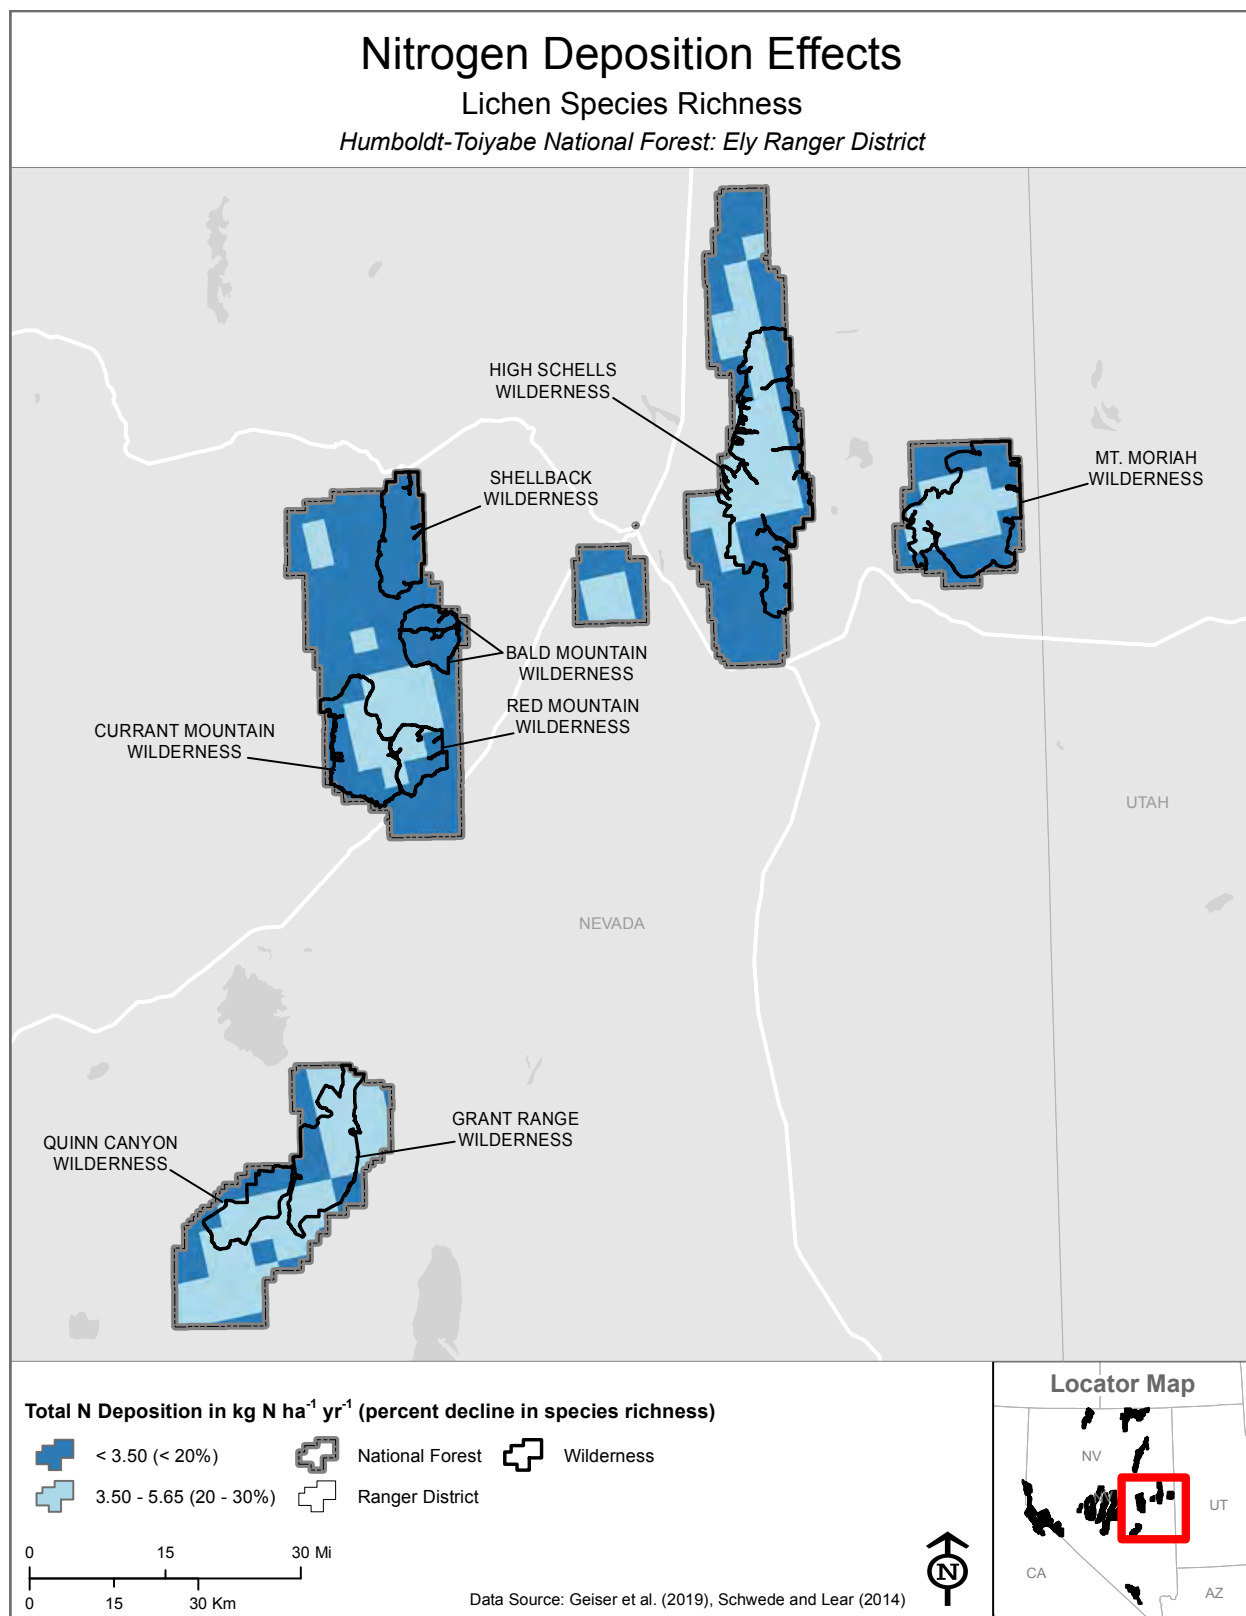 Nitrogen Deposition Effects
Lichen Species Richness
Humboldt-Toiyabe National Forest: Ely Ranger District
HIGH SCHELLS
WILDERNESS
MT. MORIAH
WILDERNESS
SHELLBACK
WILDERNESS
BALD MOUNTAIN
WILDERNESS
RED MOUNTAIN
WILDERNESS
CURRANT MOUNTAIN
WILDERNESS
UTAH
NEVADA
GRANT RANGE
WILDERNESS
QUINN CANYON
WILDERNESS
Total N Deposition in kg N ha⁻¹ yr⁻¹ (percent decline in species richness)
< 3.50 (< 20%)
National Forest
Wilderness
3.50 - 5.65 (20 - 30%)
Ranger District
0 15 30 Mi
0 15 30 Km
Data Source: Geiser et al. (2019), Schwede and Lear (2014)
N
Locator Map
NV
UT
CA
AZ